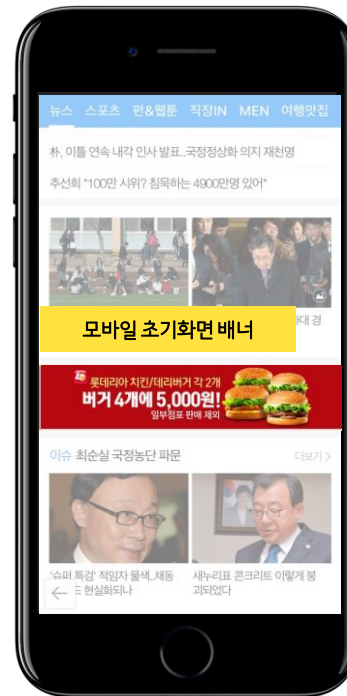 뉴스 스포츠 펀&웹툰 직장IN MEN 여행맛집
朴, 이틀 연속 내각 인사 발표..국정정상화 의지 재천명
추선희 "100만 시위? 침묵하는 4900만명 있어"
대 경
모바일 초기화면 배너
롯데리아 치킨/데리버거 각 2개
버거 4개에 5,000원!
일부점포 판매 제외
이슈 최순실 국정농단 파문
더보기 >
'슈퍼 특검' 적임자 물색..채동
드 현실화되나
새누리표 콘크리트 이렇게 붕
괴되었다